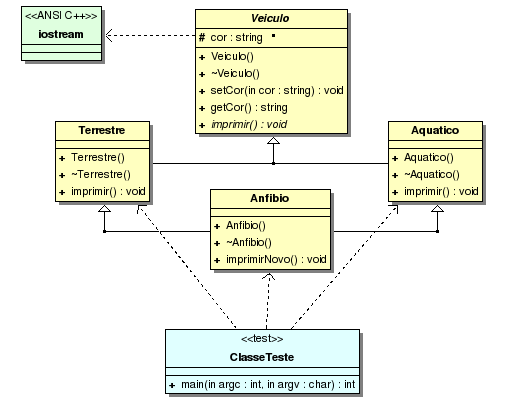 <<ANSI C++>>
iostream
Veiculo
# cor : string
+ Veiculo()
+ ~Veiculo()
+ setCor(in cor : string) : void
+ getCor() : string
+ imprimir() : void
Terrestre
+ Terrestre()
+ ~Terrestre()
+ imprimir() : void
Aquatico
+ Aquatico()
+ ~Aquatico()
+ imprimir() : void
Anfibio
+ Anfibio()
+ ~Anfibio()
+ imprimirNovo() : void
<<test>>
ClasseTeste
+ main(in argc : int, in argv : char) : int